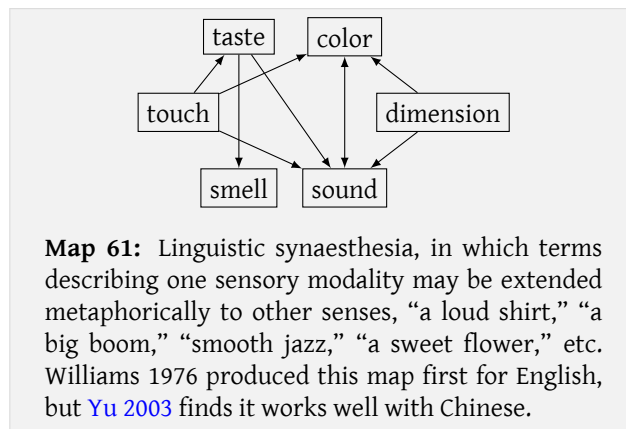 taste color
touch dimension
smell sound
Map 61: Linguistic synaesthesia, in which terms
describing one sensory modality may be extended
metaphorically to other senses, “a loud shirt,” “a
big boom,” “smooth jazz,” “a sweet flower,” etc.
Williams 1976 produced this map first for English,
but Yu 2003 finds it works well with Chinese.